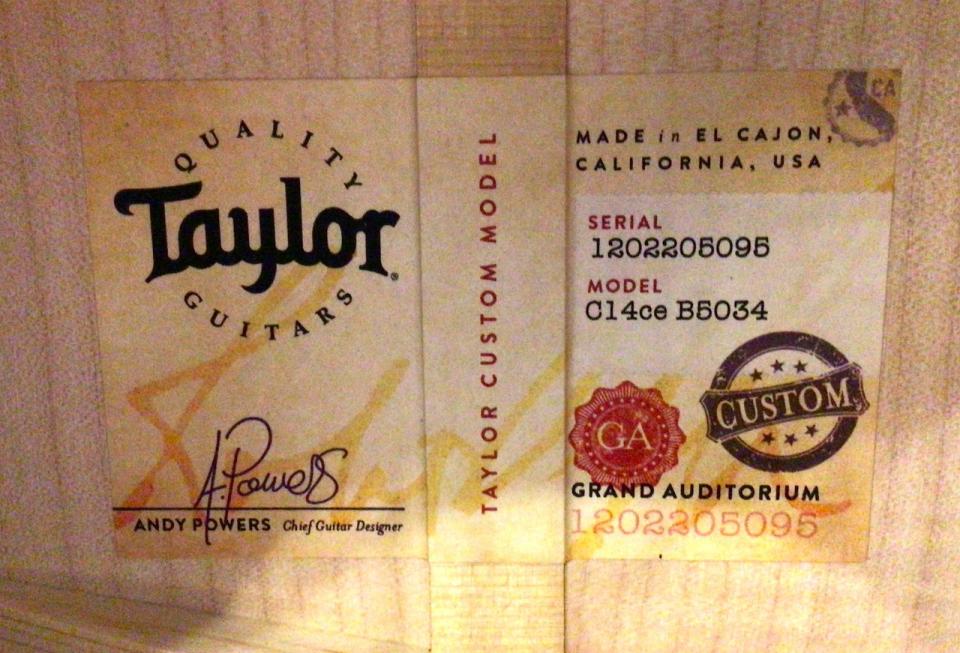 QUALITY
Taylor®
GUITARS
A. Powers
ANDY POWERS Chief Guitar Designer
TAYLOR CUSTOM MODEL
CA
MADE in EL CAJON,
CALIFORNIA, USA
SERIAL
1202205095
MODEL
C14ce B5034
CUSTOM
GA
GRAND AUDITORIUM
1202205095